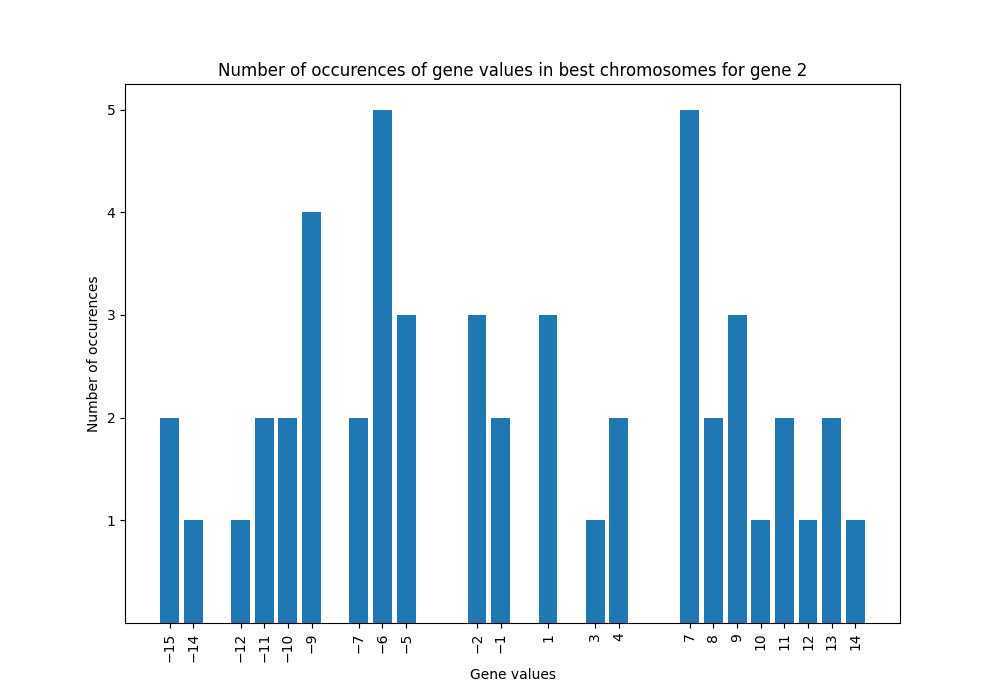 Number of occurences of gene values in best chromosomes for gene 2
5
4
3
2
1
Number of occurences
−15 −14 −12 −11 −10 −9 −7 −6 −5 −2 −1 1 3 4 7 8 9 10 11 12 13 14
Gene values